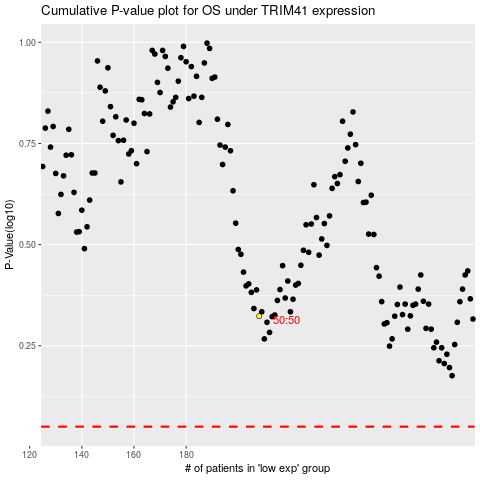 Cumulative P-value plot for OS under TRIM41 expression
1.00
0.75
0.50
0.25
P-Value(log10)
50:50
120 140 160 180
# of patients in 'low exp' group